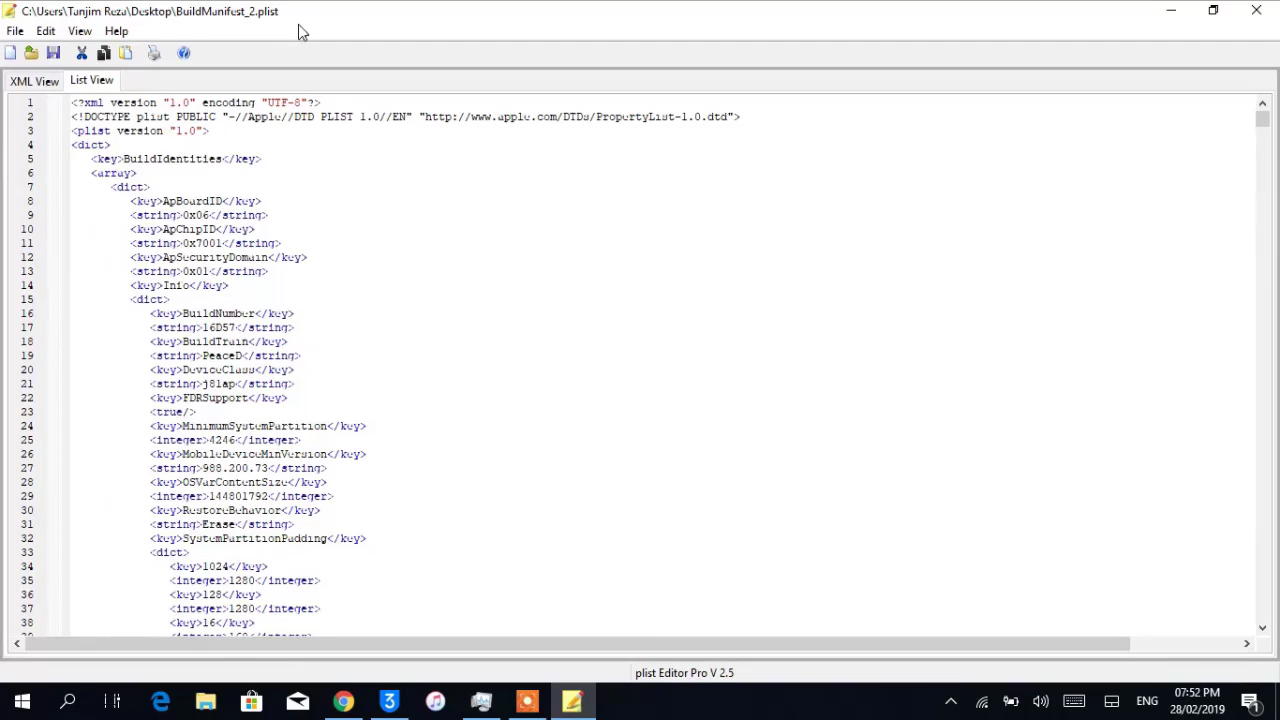 C:\Users\Tanjim Reza\Desktop\BuildManifest_2.plist
File Edit View Help
XML View List View
1 <?xml version "1.0" encoding "UTF-8"?>
2 <!DOCTYPE plist PUBLIC "-//Apple//DTD PLIST 1.0//EN" "http://www.apple.com/DTDs/PropertyList-1.0.dtd">
3 <plist version "1.0">
4 <dict>
5 <key>BuildIdentities</key>
6 <array>
7 <dict>
8 <key>ApBoardID</key>
9 <string>0x06</string>
10 <key>ApChipID</key>
11 <string>0x7001</string>
12 <key>ApSecurityDomain</key>
13 <string>0x01</string>
14 <key>Info</key>
15 <dict>
16 <key>BuildNumber</key>
17 <string>16D57</string>
18 <key>BuildTrain</key>
19 <string>PeaceD</string>
20 <key>DeviceClass</key>
21 <string>j81ap</string>
22 <key>FDRSupport</key>
23 <true/>
24 <key>MinimumSystemPartition</key>
25 <integer>4246</integer>
26 <key>MobileDeviceMinVersion</key>
27 <string>988.200.73</string>
28 <key>OSVarContentSize</key>
29 <integer>144801792</integer>
30 <key>RestoreBehavior</key>
31 <string>Erase</string>
32 <key>SystemPartitionPadding</key>
33 <dict>
34 <key>1024</key>
35 <integer>1280</integer>
36 <key>128</key>
37 <integer>1280</integer>
38 <key>16</key>
plist Editor Pro V 2.5
ENG
07:52 PM
28/02/2019